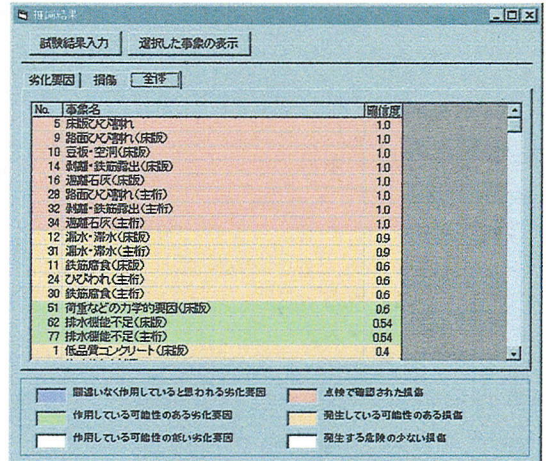 推論結果
試験結果入力 選択した事象の表示
劣化要因 損傷 全体
No. 事象名 確信度
5 床版ひび割れ 1.0
9 路面ひび割れ(床版) 1.0
10 豆板・空洞(床版) 1.0
14 剥離・鉄筋露出(床版) 1.0
16 遊離石灰(床版) 1.0
28 路面ひび割れ(主桁) 1.0
32 剥離・鉄筋露出(主桁) 1.0
34 遊離石灰(主桁) 1.0
12 漏水・滞水(床版) 0.9
31 漏水・滞水(主桁) 0.9
11 鉄筋腐食(床版) 0.6
24 ひびわれ(主桁) 0.6
30 鉄筋腐食(主桁) 0.6
51 荷重などの力学的要因(床版) 0.6
62 排水機能不足(床版) 0.54
77 排水機能不足(主桁) 0.54
1 低品質コンクリート(床版) 0.4
間違いなく作用していると思われる劣化要因 点検で確認された損傷
作用している可能性のある劣化要因 発生している可能性のある損傷
作用している可能性の低い劣化要因 発生する危険の少ない損傷